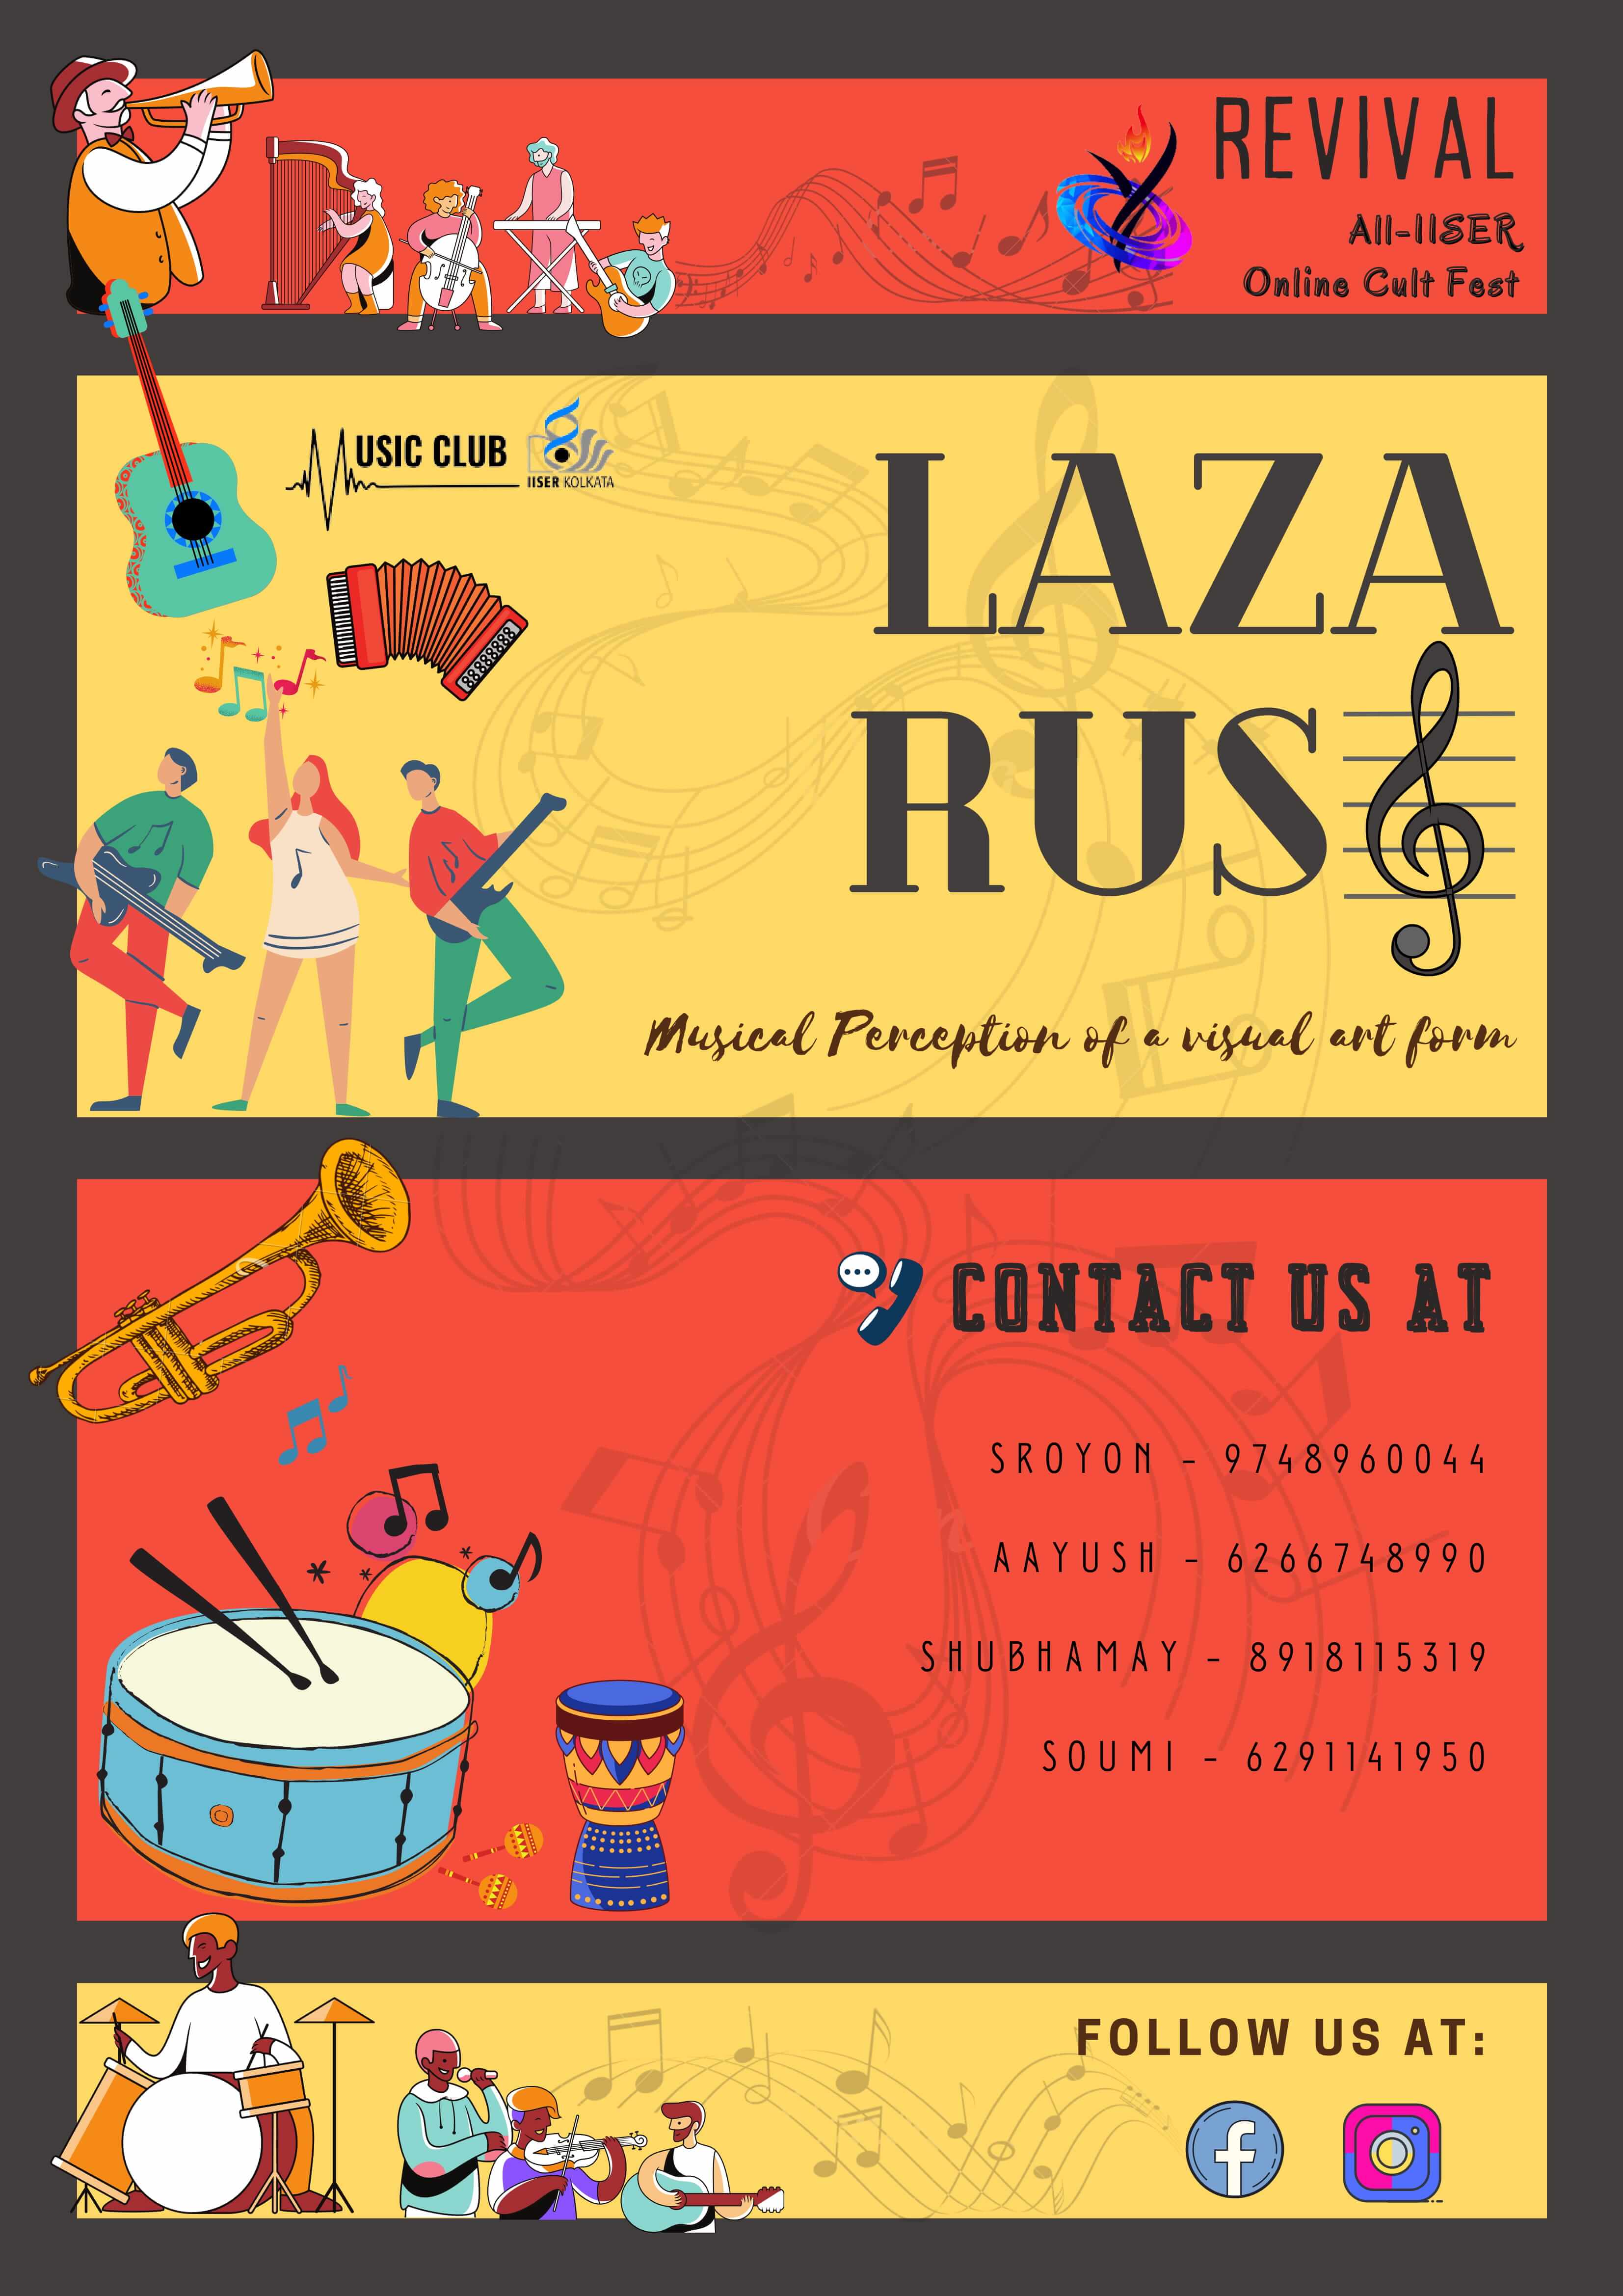 REVIVAL
All-IISER
Online Cult Fest
MUSIC CLUB
IISER KOLKATA
LAZA
RUS
Musical Perception of a visual art form
CONTACT US AT
SROYON - 9748960044
AAYUSH - 6266748990
SHUBHAMAY - 8918115319
SOUMI - 6291141950
FOLLOW US AT: